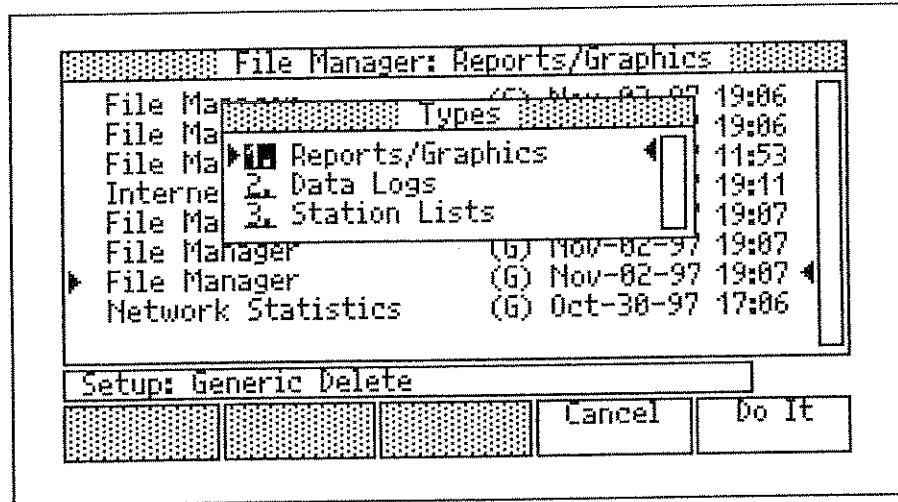 File Manager: Reports/Graphics
File Ma 19:06
Types
File Ma 19:06
1. Reports/Graphics
File Ma 11:53
2. Data Logs
Interne 19:11
3. Station Lists
File Ma 19:07
File Manager (G) Nov-02-97 19:07
File Manager (G) Nov-02-97 19:07
Network Statistics (G) Oct-30-97 17:06
Setup: Generic Delete
Cancel Do It